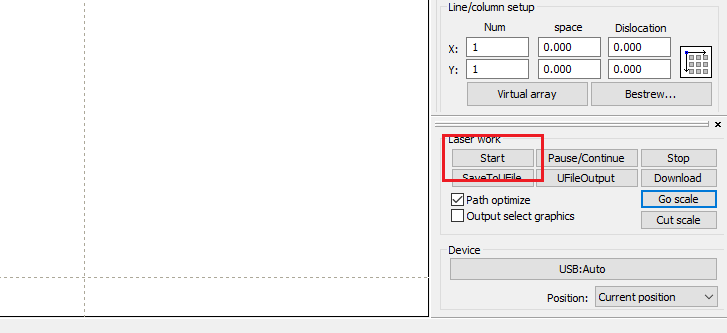 Line/column setup
Num space Dislocation
X: 1 0.000 0.000
Y: 1 0.000 0.000
Virtual array Bestrew...
Laser work
Start Pause/Continue Stop
SaveToUFile UFileOutput Download
Path optimize Go scale
Output select graphics Cut scale
Device
USB:Auto
Position: Current position